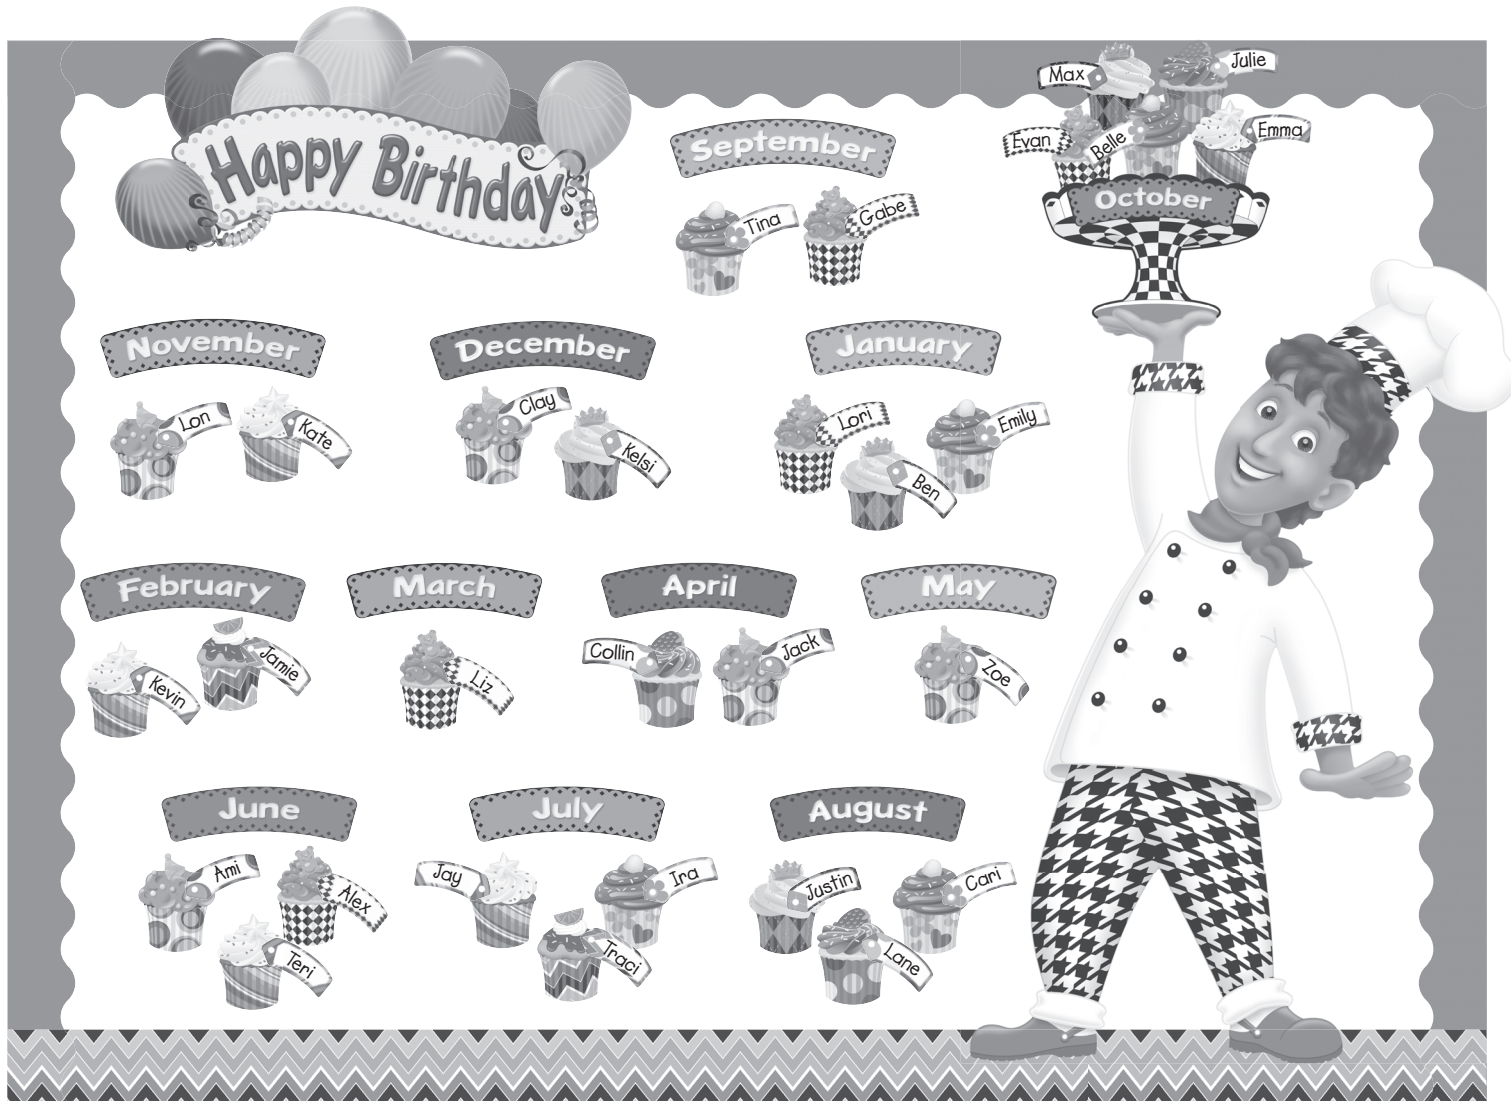 Happy Birthday
September
Tina
Gabe
Max
Julie
Evan
Belle
Emma
October
November
Lon
Kate
December
Clay
Kelsi
January
Lori
Ben
Emily
February
Kevin
Jamie
March
Liz
April
Collin
Jack
May
Zoe
June
Ami
Alex
Teri
July
Jay
Ira
Traci
August
Justin
Cari
Lane